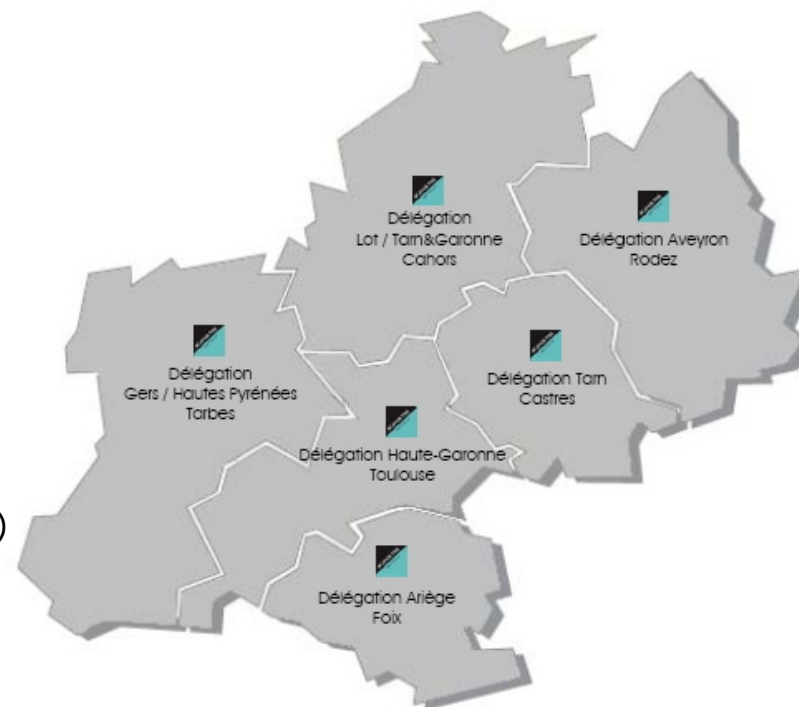 Délégation
Lot / Tarn&Garonne
Cahors
Délégation Aveyron
Rodez
Délégation
Gers / Hautes Pyrénées
Tarbes
Délégation Tarn
Castres
Délégation Haute-Garonne
Toulouse
)
Délégation Ariège
Foix